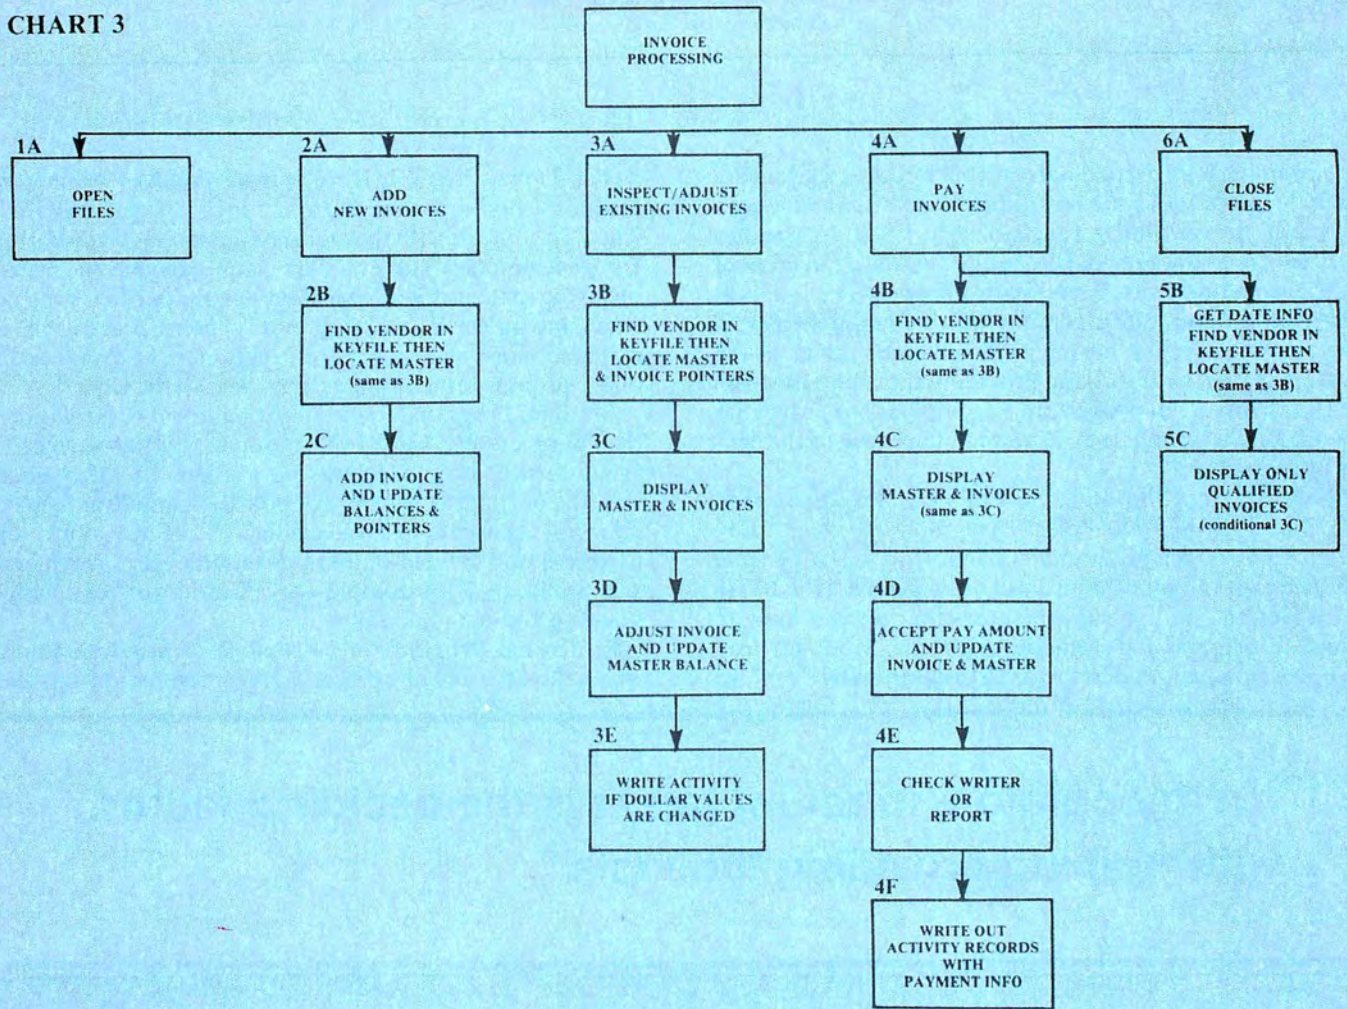 CHART 3
INVOICE
PROCESSING
1A
OPEN
FILES
2A
ADD
NEW INVOICES
3A
INSPECT/ADJUST
EXISTING INVOICES
4A
PAY
INVOICES
6A
CLOSE
FILES
2B
FIND VENDOR IN
KEYFILE THEN
LOCATE MASTER
(same as 3B)
3B
FIND VENDOR IN
KEYFILE THEN
LOCATE MASTER
& INVOICE POINTERS
4B
FIND VENDOR IN
KEYFILE THEN
LOCATE MASTER
(same as 3B)
5B
GET DATE INFO
FIND VENDOR IN
KEYFILE THEN
LOCATE MASTER
(same as 3B)
2C
ADD INVOICE
AND UPDATE
BALANCES &
POINTERS
3C
DISPLAY
MASTER & INVOICES
4C
DISPLAY
MASTER & INVOICES
(same as 3C)
5C
DISPLAY ONLY
QUALIFIED
INVOICES
(conditional 3C)
3D
ADJUST INVOICE
AND UPDATE
MASTER BALANCE
4D
ACCEPT PAY AMOUNT
AND UPDATE
INVOICE & MASTER
3E
WRITE ACTIVITY
IF DOLLAR VALUES
ARE CHANGED
4E
CHECK WRITER
OR
REPORT
4F
WRITE OUT
ACTIVITY RECORDS
WITH
PAYMENT INFO